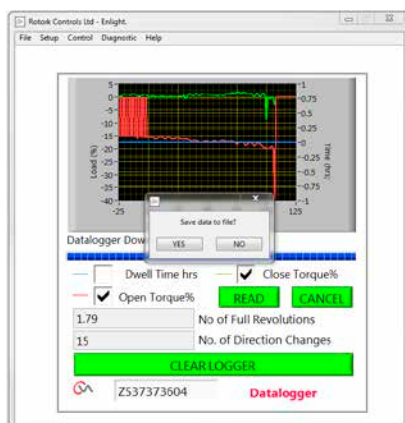 Rotork Controls Ltd - Enlight.
File Setup Control Diagnostic Help
5
0
-5
-10
-15
-20
-25
-30
-35
-40
Load (%)
1
0.75
0.5
0.25
0
-0.25
-0.5
-0.75
-1
Time (hrs)
-25
125
Save data to file?
YES NO
Datalogger Dow
Dwell Time hrs
Close Torque%
Open Torque%
READ
CANCEL
1.79 No of Full Revolutions
15 No. of Direction Changes
CLEAR LOGGER
ZS37373604
Datalogger